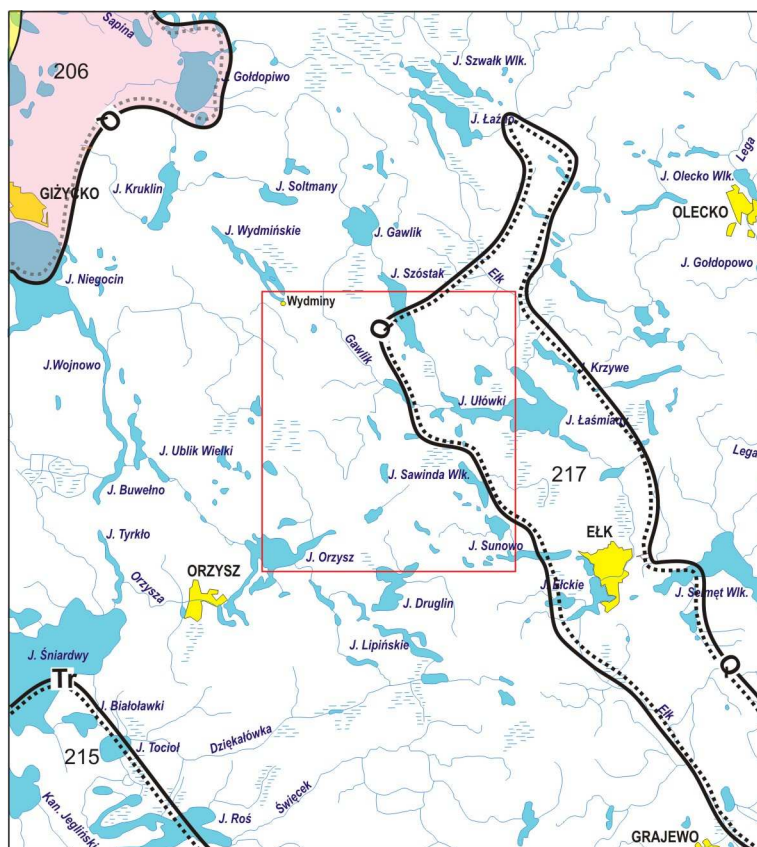 Sapina
206
J. Gołdopiwo
J. Szwałk Wlk.
J. Łaźno
Q
Lega
J. Olecko Wlk.
OLECKO
GIŻYCKO
J. Kruklin
J. Sołtmany
J. Wydmińskie
J. Gawlik
J. Gołdopowo
J. Niegocin
J. Szóstak
Ełk
Wydminy
Q
Gawlik
J.Wojnowo
J. Krzywe
J. Ułówki
J. Łaśmiady
J. Ublik Wielki
J. Sawinda Wlk.
217
Lega
J. Buwełno
J. Tyrkło
J. Orzysz
J. Sunowo
EŁK
Orzysza
ORZYSZ
J. Druglin
J. Ełckie
J. Selmęt Wlk.
J. Śniardwy
J. Lipińskie
Tr
Q
J. Białoławki
Ełk
J. Tocioł
Dziękałówka
215
Święcek
Kan. Jegliński
J. Roś
GRAJEWO